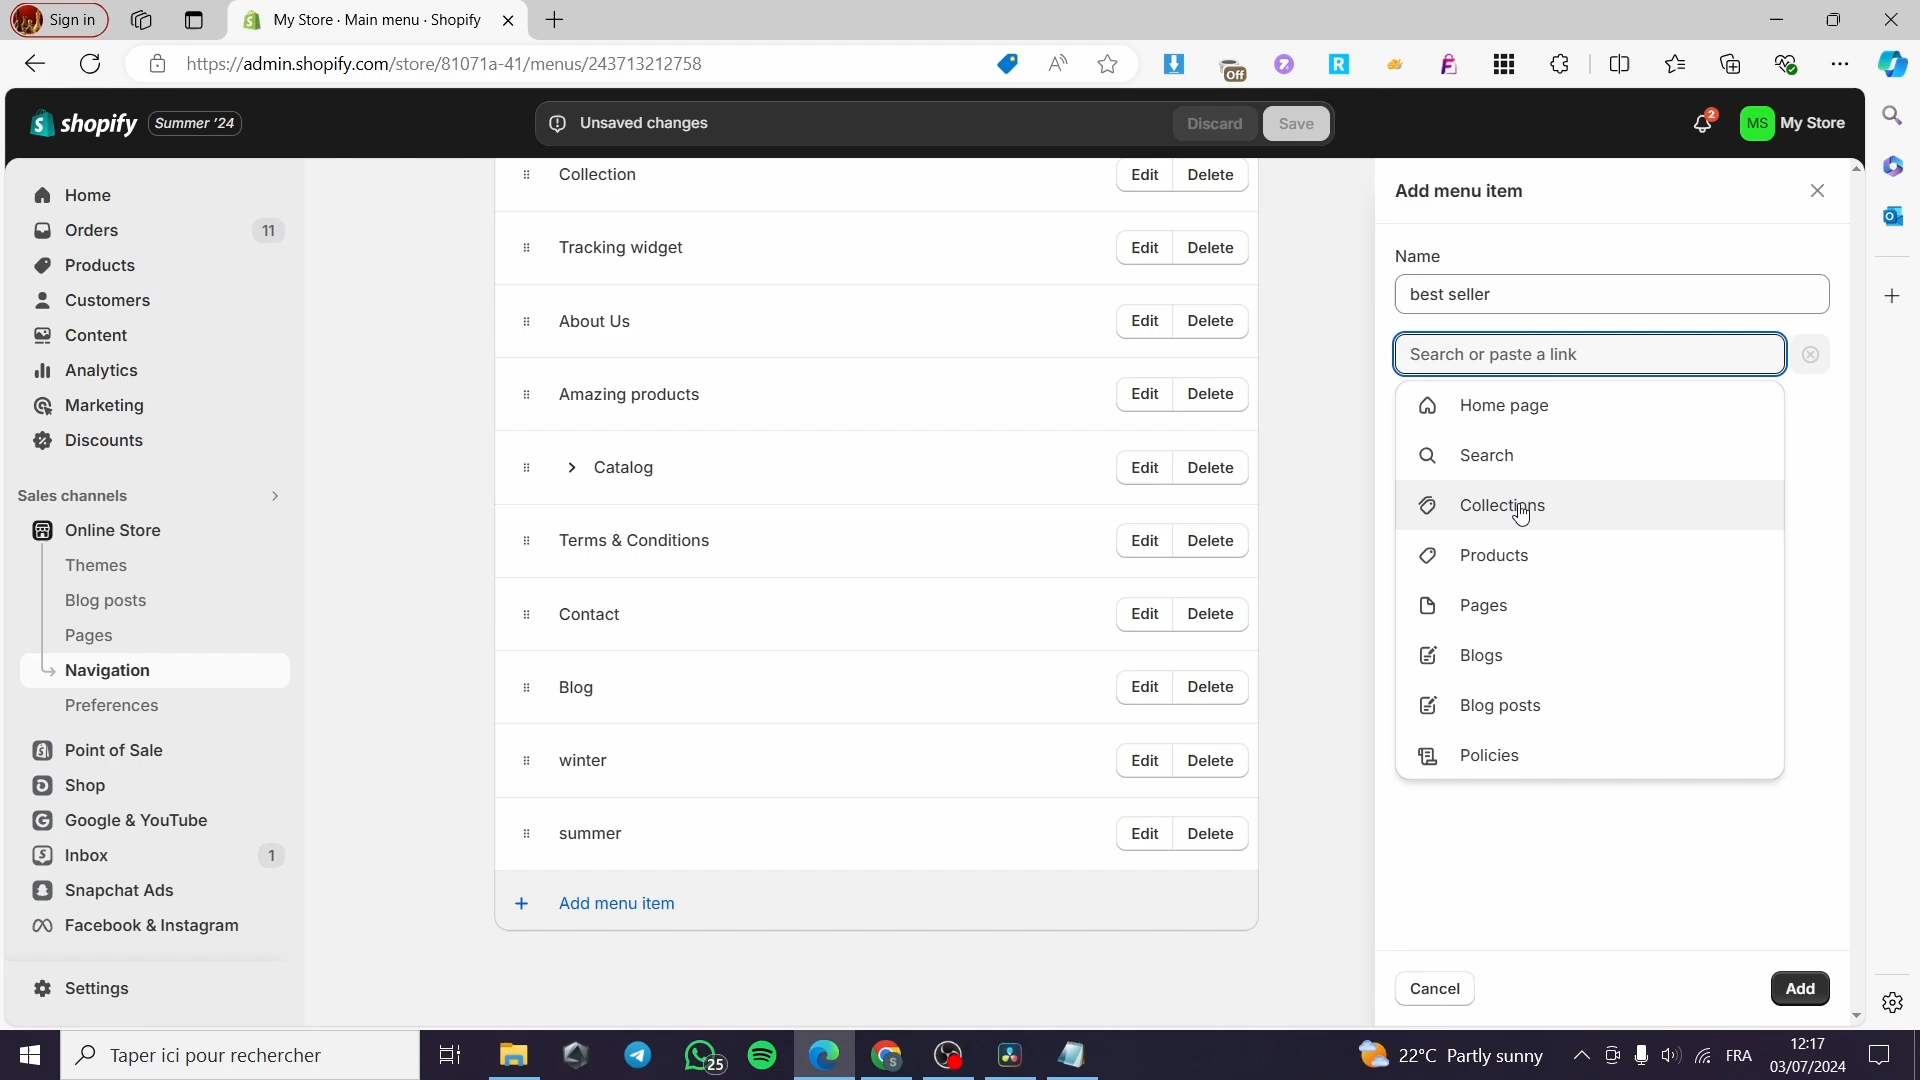 Sign in
My Store · Main menu · Shopify
https://admin.shopify.com/store/81071a-41/menus/243713212758
Off
shopify
Summer '24
Unsaved changes
Discard
Save
2
MS
My Store
Home
Orders
11
Products
Customers
Content
Analytics
Marketing
Discounts
Sales channels
Online Store
Themes
Blog posts
Pages
Navigation
Preferences
Point of Sale
Shop
Google & YouTube
Inbox
1
Snapchat Ads
Facebook & Instagram
Settings
Collection
Edit
Delete
Tracking widget
Edit
Delete
About Us
Edit
Delete
Amazing products
Edit
Delete
Catalog
Edit
Delete
Terms & Conditions
Edit
Delete
Contact
Edit
Delete
Blog
Edit
Delete
winter
Edit
Delete
summer
Edit
Delete
Add menu item
Add menu item
Name
best seller
Search or paste a link
Home page
Search
Collections
Products
Pages
Blogs
Blog posts
Policies
Cancel
Add
Taper ici pour rechercher
25
22°C Partly sunny
FRA
12:17
03/07/2024